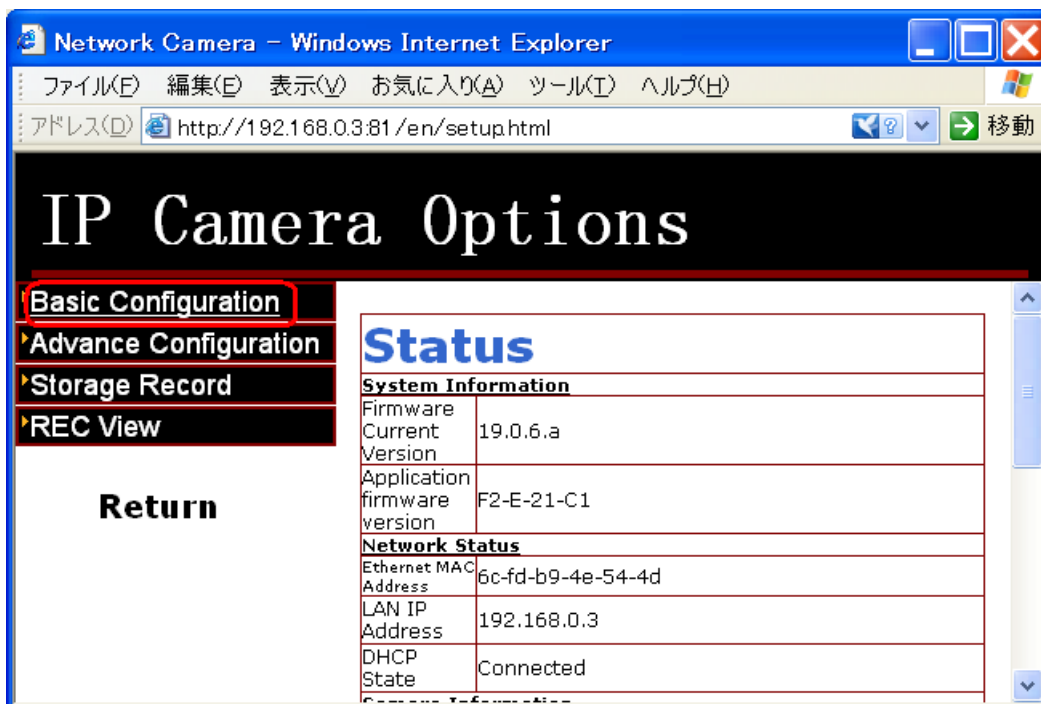 Network Camera - Windows Internet Explorer
ファイル(F) 編集(E) 表示(V) お気に入り(A) ツール(T) ヘルプ(H)
アドレス(D) http://192.168.0.3:81/en/setup.html 移動
IP Camera Options
Basic Configuration
Advance Configuration
Storage Record
REC View
Return
Status
System Information
Firmware
Current
Version
19.0.6.a
Application
firmware
version
F2-E-21-C1
Network Status
Ethernet MAC
Address
6c-fd-b9-4e-54-4d
LAN IP
Address
192.168.0.3
DHCP
State
Connected